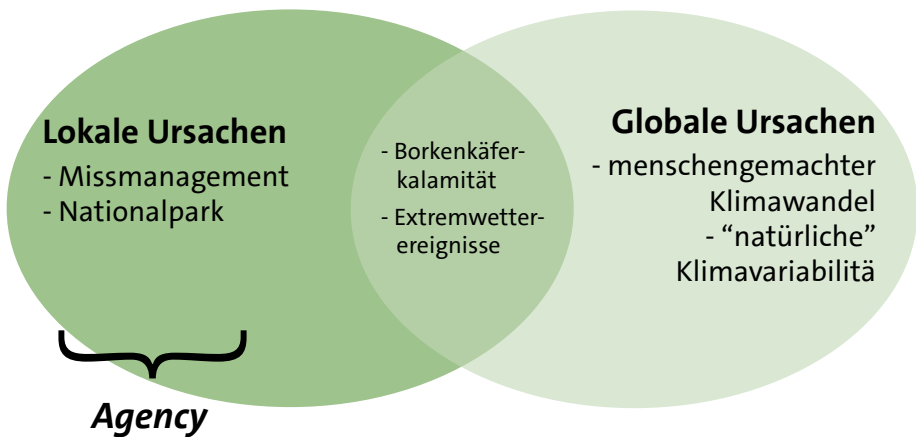 Lokale Ursachen
- Missmanagement
- Nationalpark
- Borkenkäfer-
kalamität
- Extremwetter-
ereignisse
Globale Ursachen
- menschengemachter
Klimawandel
- “natürliche”
Klimavariabilitä
Agency